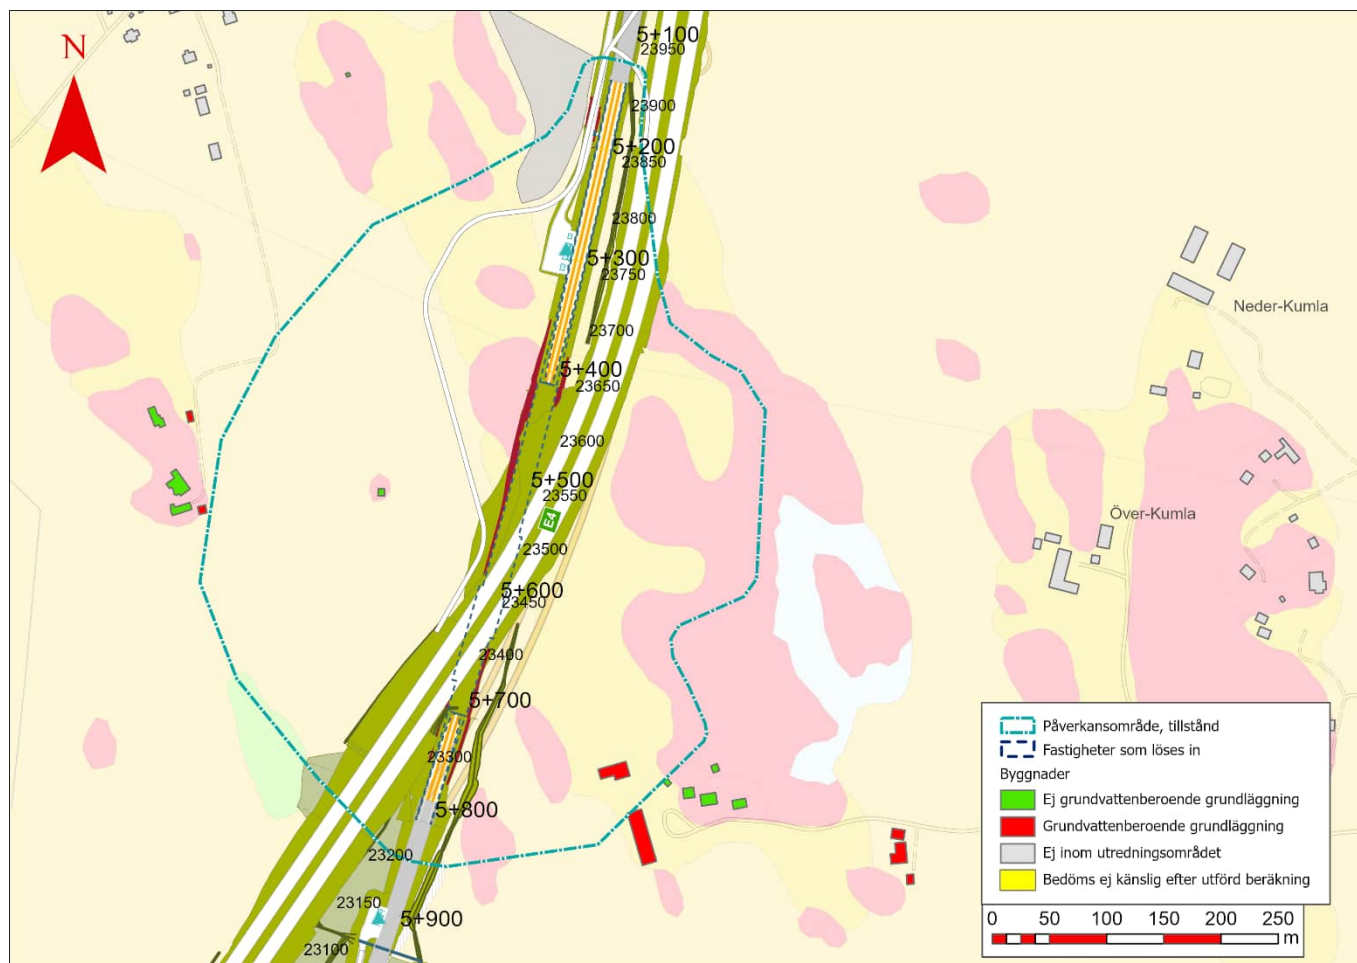 N
5+100
23950
23900
5+200
23850
23800
5+300
23750
Neder-Kumla
23700
5+400
23650
23600
5+500
23550
E4
Över-Kumla
23500
5+600
23450
23400
5+700
23300
5+800
23200
23150
5+900
23100
Påverkansområde, tillstånd
Fastigheter som löses in
Byggnader
Ej grundvattenberoende grundläggning
Grundvattenberoende grundläggning
Ej inom utredningsområdet
Bedöms ej känslig efter utförd beräkning
0 50 100 150 200 250
m